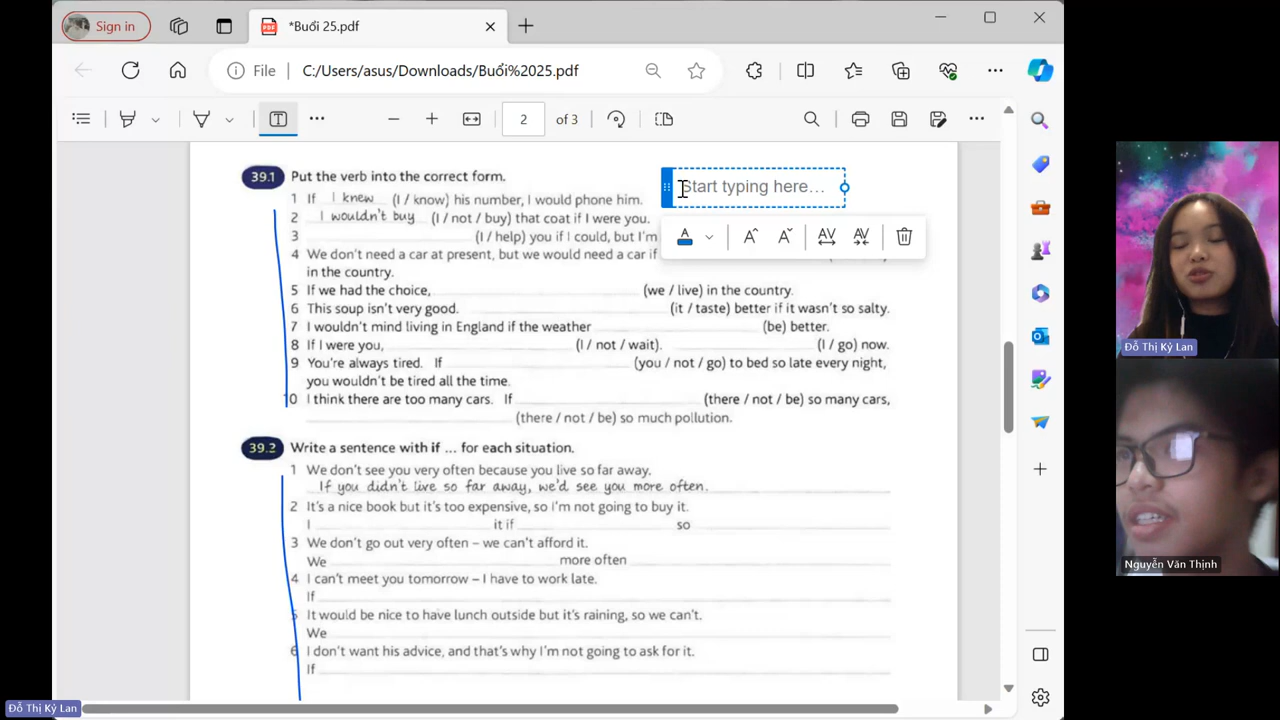 Sign in
*Buổi 25.pdf
File
C:/Users/asus/Downloads/Buổi%2025.pdf
2 of 3
39.1 Put the verb into the correct form.
1 If I knew (I / know) his number, I would phone him.
2 I wouldn't buy (I / not / buy) that coat if I were you.
3 (I / help) you if I could, but I'm
4 We don't need a car at present, but we would need a car if
in the country.
5 If we had the choice, (we / live) in the country.
6 This soup isn't very good. (it / taste) better if it wasn't so salty.
7 I wouldn't mind living in England if the weather (be) better.
8 If I were you, (I / not / wait). (I / go) now.
9 You're always tired. If (you / not / go) to bed so late every night,
you wouldn't be tired all the time.
10 I think there are too many cars. If (there / not / be) so many cars,
(there / not / be) so much pollution.
Start typing here...
39.2 Write a sentence with if ... for each situation.
1 We don't see you very often because you live so far away.
If you didn't live so far away, we'd see you more often.
2 It's a nice book but it's too expensive, so I'm not going to buy it.
I it if so
3 We don't go out very often – we can't afford it.
We more often
4 I can't meet you tomorrow – I have to work late.
If
5 It would be nice to have lunch outside but it's raining, so we can't.
We
6 I don't want his advice, and that's why I'm not going to ask for it.
If
Đỗ Thị Kỳ Lan
Nguyễn Văn Thịnh
Đỗ Thị Kỳ Lan